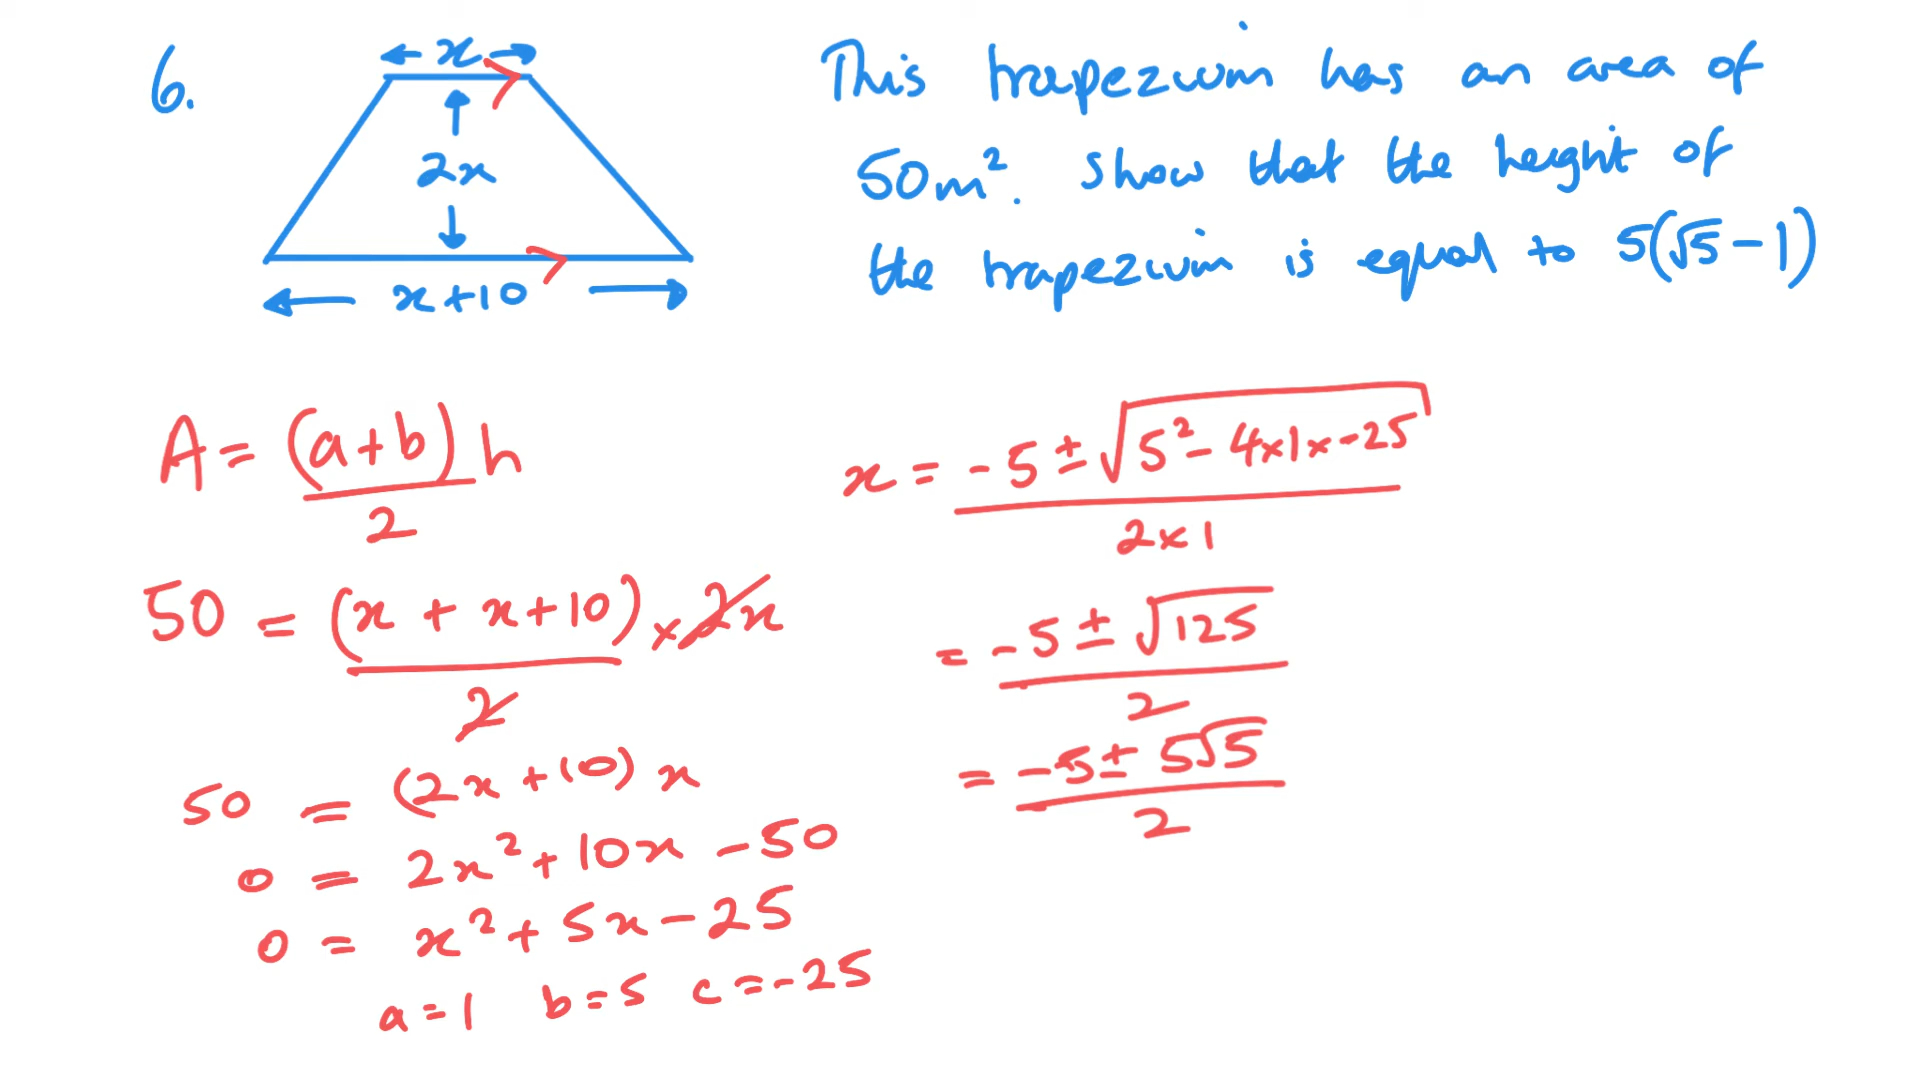 6.
x
2x
x+10
This trapezium has an area of
50m². Show that the height of
the trapezium is equal to 5(√5 − 1)
A = (a+b)/2 h
50 = (x + x+10)/2 × 2x
50 = (2x +10) x
0 = 2x² + 10x − 50
0 = x² + 5x − 25
a=1 b=5 c=-25
x = (-5 ± √(5² − 4×1×-25))/(2×1)
= (-5 ± √125)/2
= (-5 ± 5√5)/2